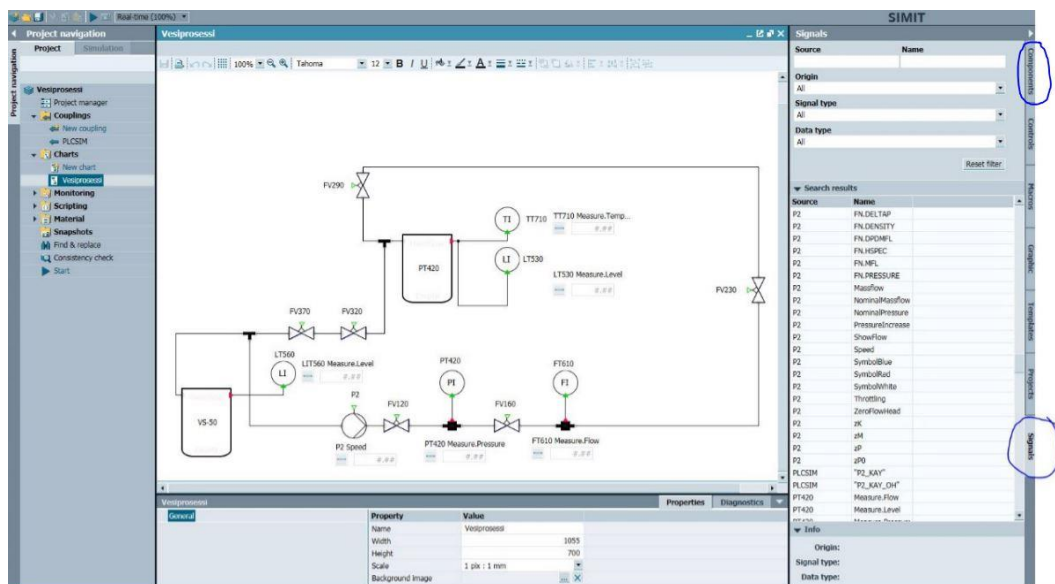 Real-time (100%)
SIMIT
Project navigation
Vesiprosessi
Signals
Project
Simulation
Project navigation
Vesiprosessi
Project manager
Couplings
New coupling
PLCSIM
Charts
New chart
Vesiprosessi
Monitoring
Scripting
Material
Snapshots
Find & replace
Consistency check
Start
100%
Tahoma
12
B I U
FV290
TI
TT710
TT710 Measure.Temp...
#.##
PT420
LI
LT530
LT530 Measure.Level
#.##
FV230
FV370
FV320
LT560
LI
LIT560 Measure.Level
#.##
VS-50
P2
P2 Speed
#.##
FV120
PT420
PI
PT420 Measure.Pressure
#.##
FV160
FT610
FI
FT610 Measure.Flow
#.##
Vesiprosessi
Properties
Diagnostics
General
Property Value
Name Vesiprosessi
Width 1055
Height 700
Scale 1 pix : 1 mm
Background image ...
Source Name
Origin
All
Signal type
All
Data type
All
Reset filter
Search results
Source Name
P2 FN.DELTAP
P2 FN.DENSITY
P2 FN.DPDMFL
P2 FN.HSPEC
P2 FN.MFL
P2 FN.PRESSURE
P2 Massflow
P2 NominalMassflow
P2 NominalPressure
P2 PressureIncrease
P2 ShowFlow
P2 Speed
P2 SymbolBlue
P2 SymbolRed
P2 SymbolWhite
P2 Throttling
P2 ZeroFlowHead
P2 zK
P2 zM
P2 zP
P2 zP0
PLCSIM "P2_KAY"
PLCSIM "P2_KAY_OH"
PT420 Measure.Flow
PT420 Measure.Level
PT420 Measure.Pressure
Info
Origin:
Signal type:
Data type:
Components
Controls
Macros
Graphic
Templates
Projects
Signals